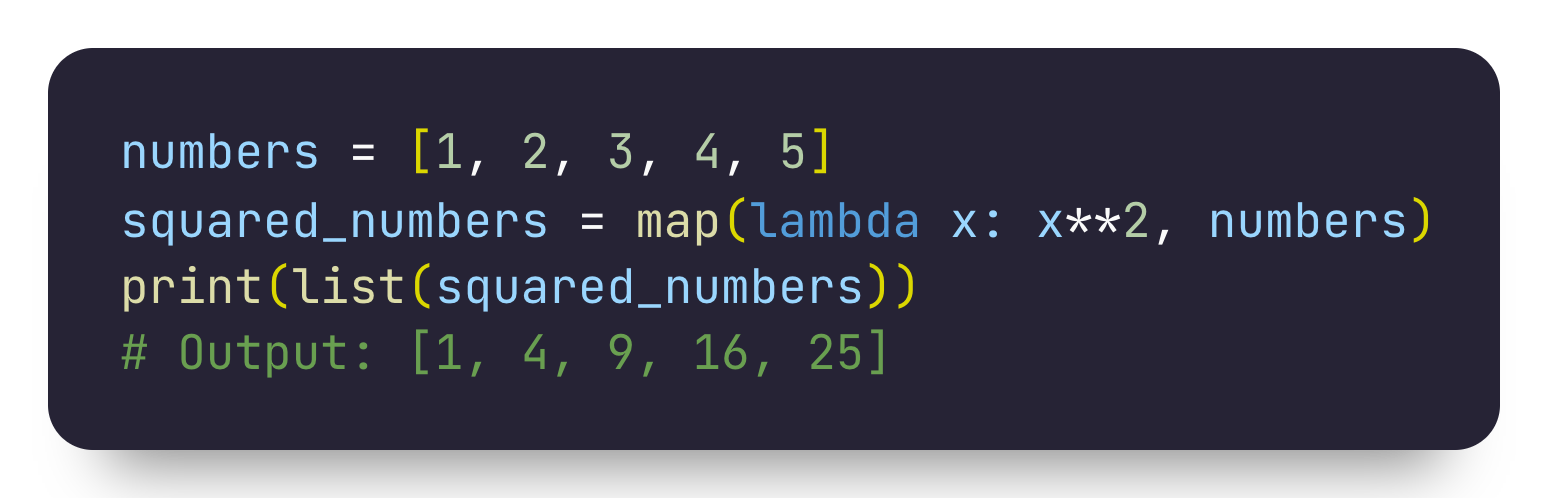 numbers = [1, 2, 3, 4, 5]
squared_numbers = map(lambda x: x**2, numbers)
print(list(squared_numbers))
# Output: [1, 4, 9, 16, 25]